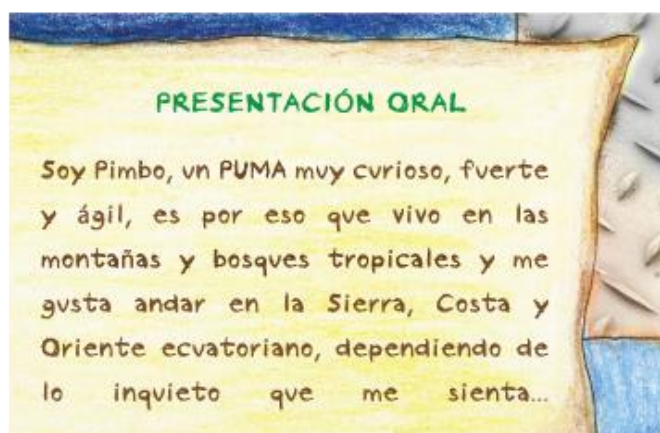 PRESENTACIÓN ORAL
Soy Pimbo, un PUMA muy curioso, fuerte
y ágil, es por eso que vivo en las
montañas y bosques tropicales y me
gusta andar en la Sierra, Costa y
Oriente ecuatoriano, dependiendo de
lo inquieto que me sienta...